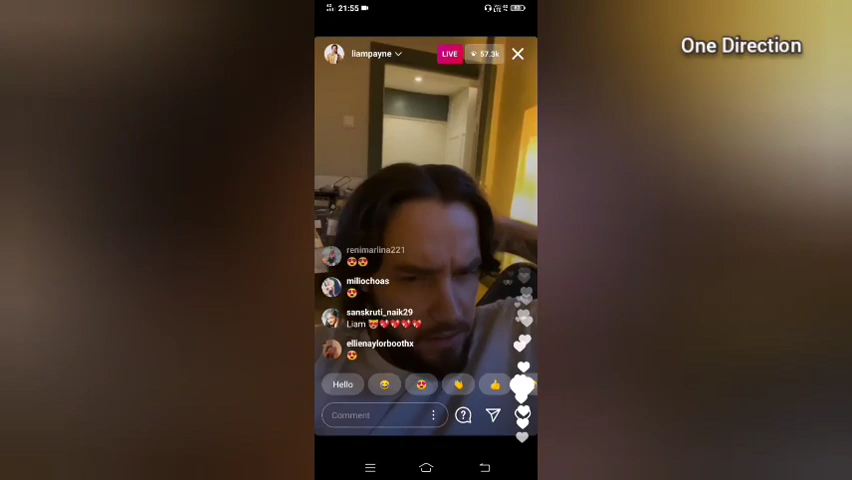 21:55
One Direction
liampayne
LIVE
57.3k
renimarlina221
😍😍
miliochoas
😍
sanskruti_naik29
Liam 😻💖💖💖💖
ellienaylorboothx
😍
Hello 😂 😍 👏 👍
Comment